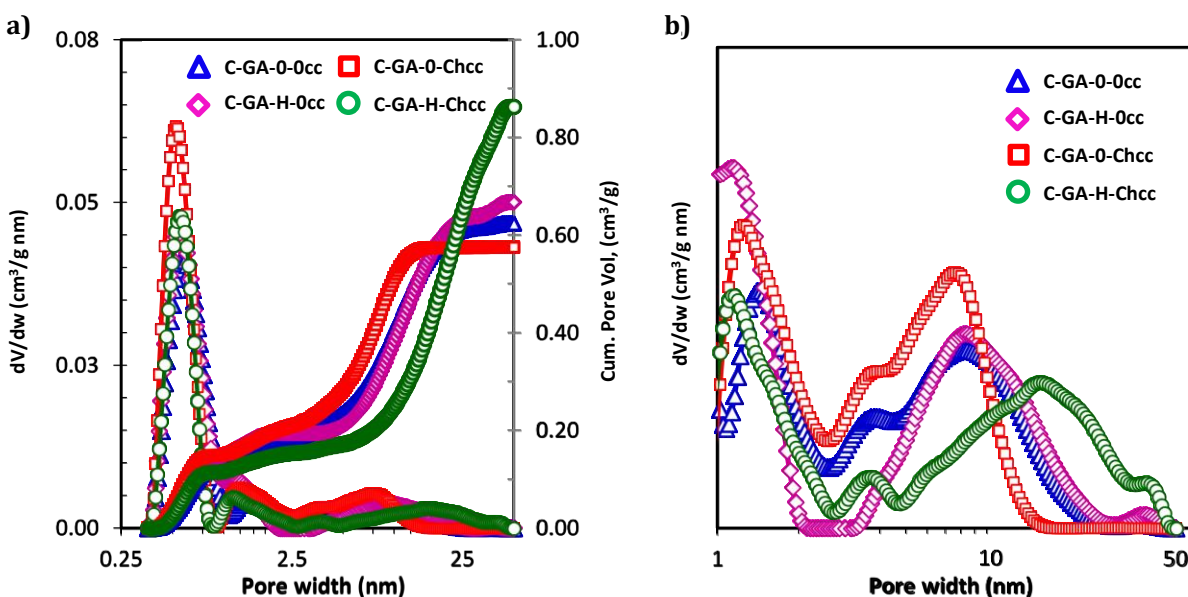 a)
0.08
0.05
0.03
0.00
dV/dw (cm³/g nm)
C-GA-0-0cc
C-GA-0-Chcc
C-GA-H-0cc
C-GA-H-Chcc
1.00
0.80
0.60
0.40
0.20
0.00
Cum. Pore Vol, (cm³/g)
0.25
2.5
25
Pore width (nm)
b)
dV/dw (cm³/g nm)
C-GA-0-0cc
C-GA-H-0cc
C-GA-0-Chcc
C-GA-H-Chcc
1
10
50
Pore width (nm)